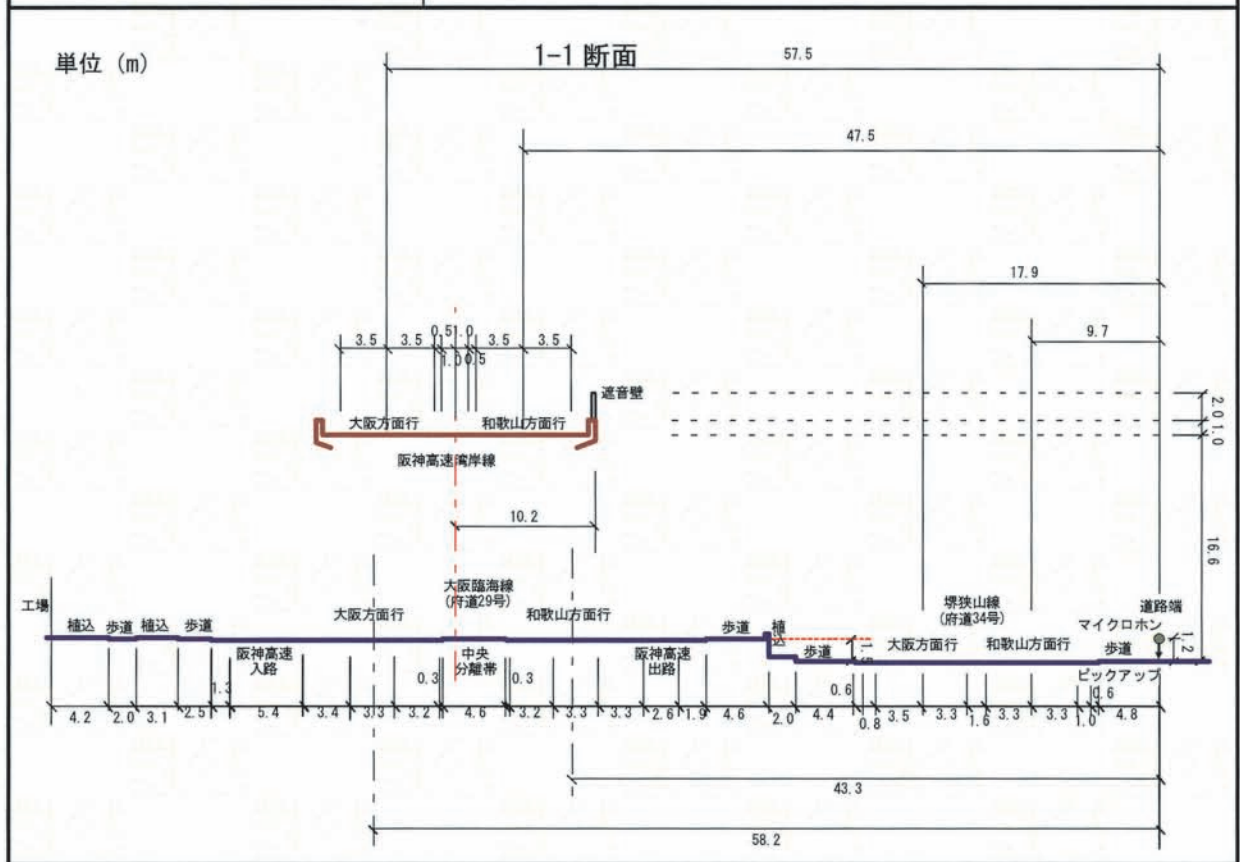 単位 (m)
1-1 断面
57.5
47.5
17.9
9.7
3.5 3.5 0.5 1.0 3.5 3.5
1.0 0.5
遮音壁
2.0 1.0
大阪方面行 和歌山方面行
阪神高速湾岸線
10.2
16.6
大阪臨海線
(府道29号)
大阪方面行 和歌山方面行
堺狭山線
(府道34号)
道路端
工場
植込 歩道 植込 歩道
歩道 植込
マイクロホン
1.2
阪神高速
入路
中央
分離帯
阪神高速
出路
歩道
1.5
大阪方面行 和歌山方面行 歩道
ピックアップ
1.3 0.3 0.3 0.6 0.6
4.2 2.0 3.1 2.5 5.4 3.4 3.3 3.2 4.6 3.2 3.3 3.3 2.6 1.9 4.6 2.0 4.4 0.8 3.5 3.3 1.6 3.3 3.3 1.0 4.8
43.3
58.2